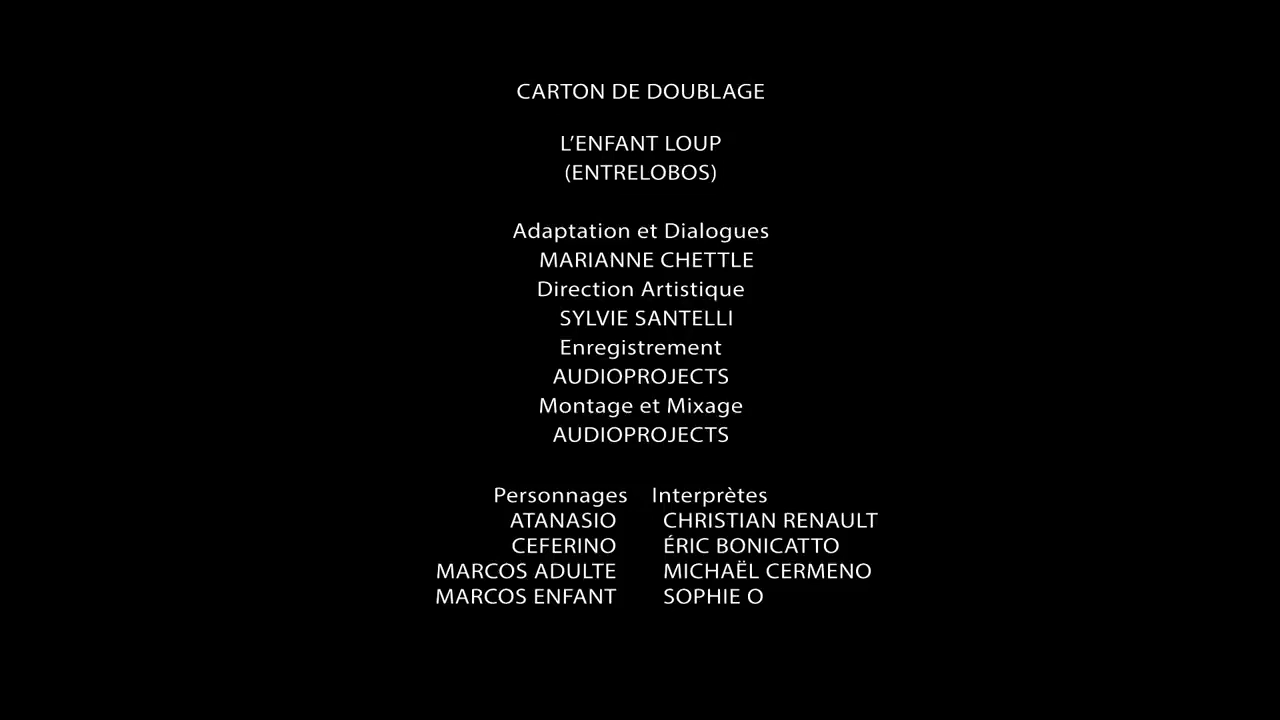 CARTON DE DOUBLAGE
L’ENFANT LOUP
(ENTRELOBOS)
Adaptation et Dialogues
MARIANNE CHETTLE
Direction Artistique
SYLVIE SANTELLI
Enregistrement
AUDIOPROJECTS
Montage et Mixage
AUDIOPROJECTS
Personnages Interprètes
ATANASIO CHRISTIAN RENAULT
CEFERINO ÉRIC BONICATTO
MARCOS ADULTE MICHAËL CERMENO
MARCOS ENFANT SOPHIE O